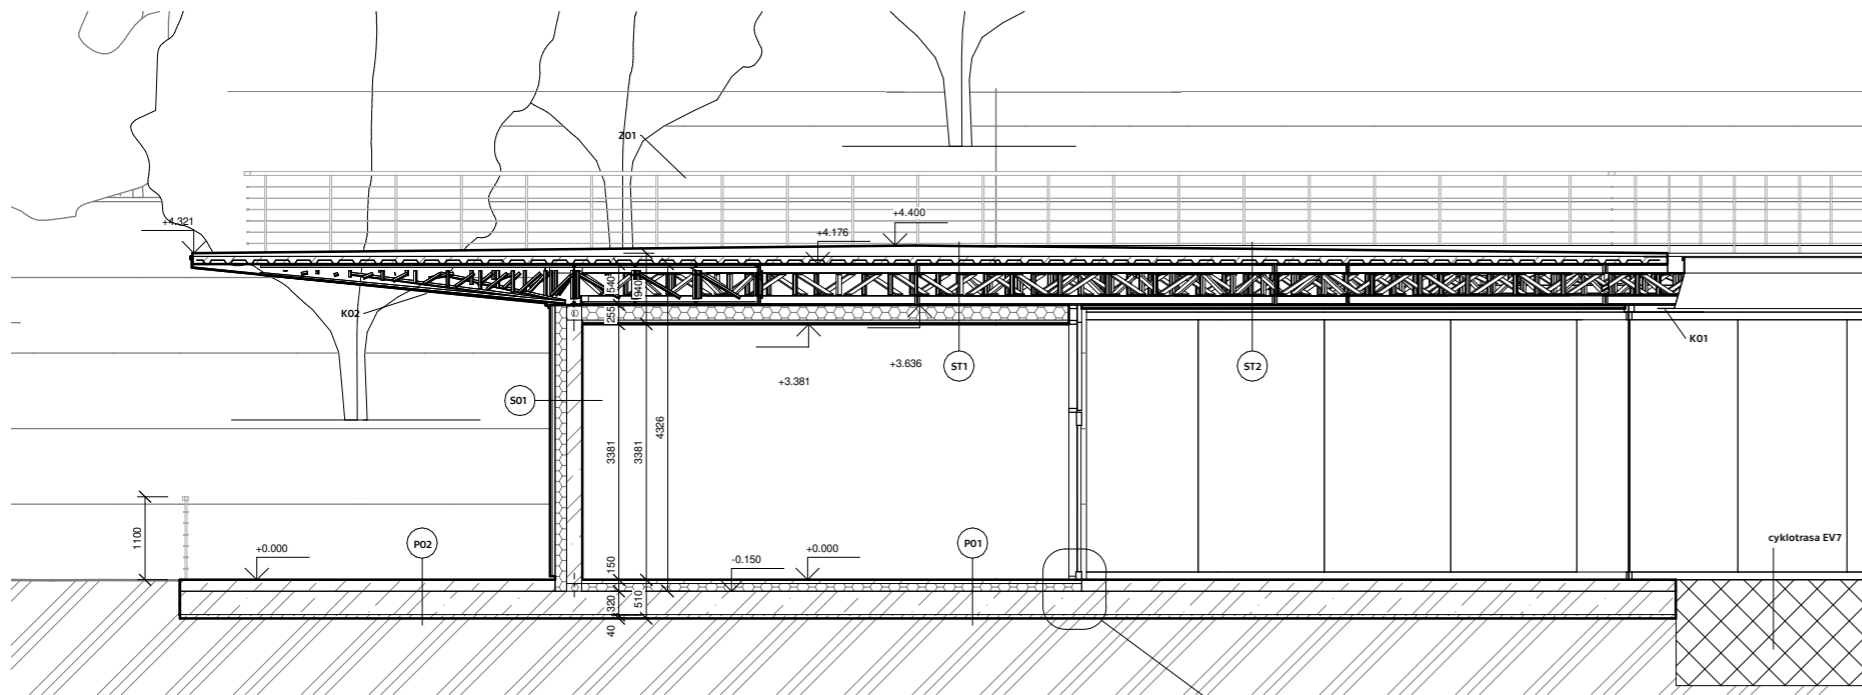 Z01
+4.321
+4.400
+4.176
540
940
255
K02
K01
ST1
ST2
+3.381
+3.636
S01
3381
3381
4326
1100
+0.000
P02
-0.150
+0.000
P01
cyklotrasa EV7
150
320
510
40